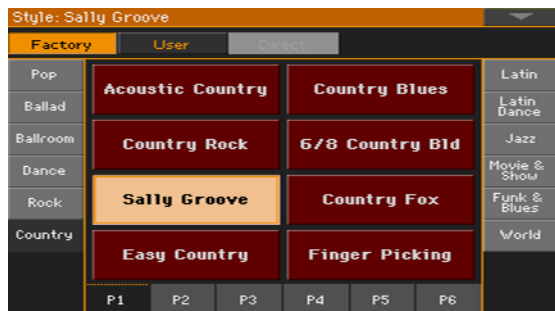 Style: Sally Groove
Factory
User
Direct
Pop
Ballad
Ballroom
Dance
Rock
Country
Acoustic Country
Country Blues
Country Rock
6/8 Country Bld
Sally Groove
Country Fox
Easy Country
Finger Picking
Latin
Latin
Dance
Jazz
Movie &
Show
Funk &
Blues
World
P1
P2
P3
P4
P5
P6